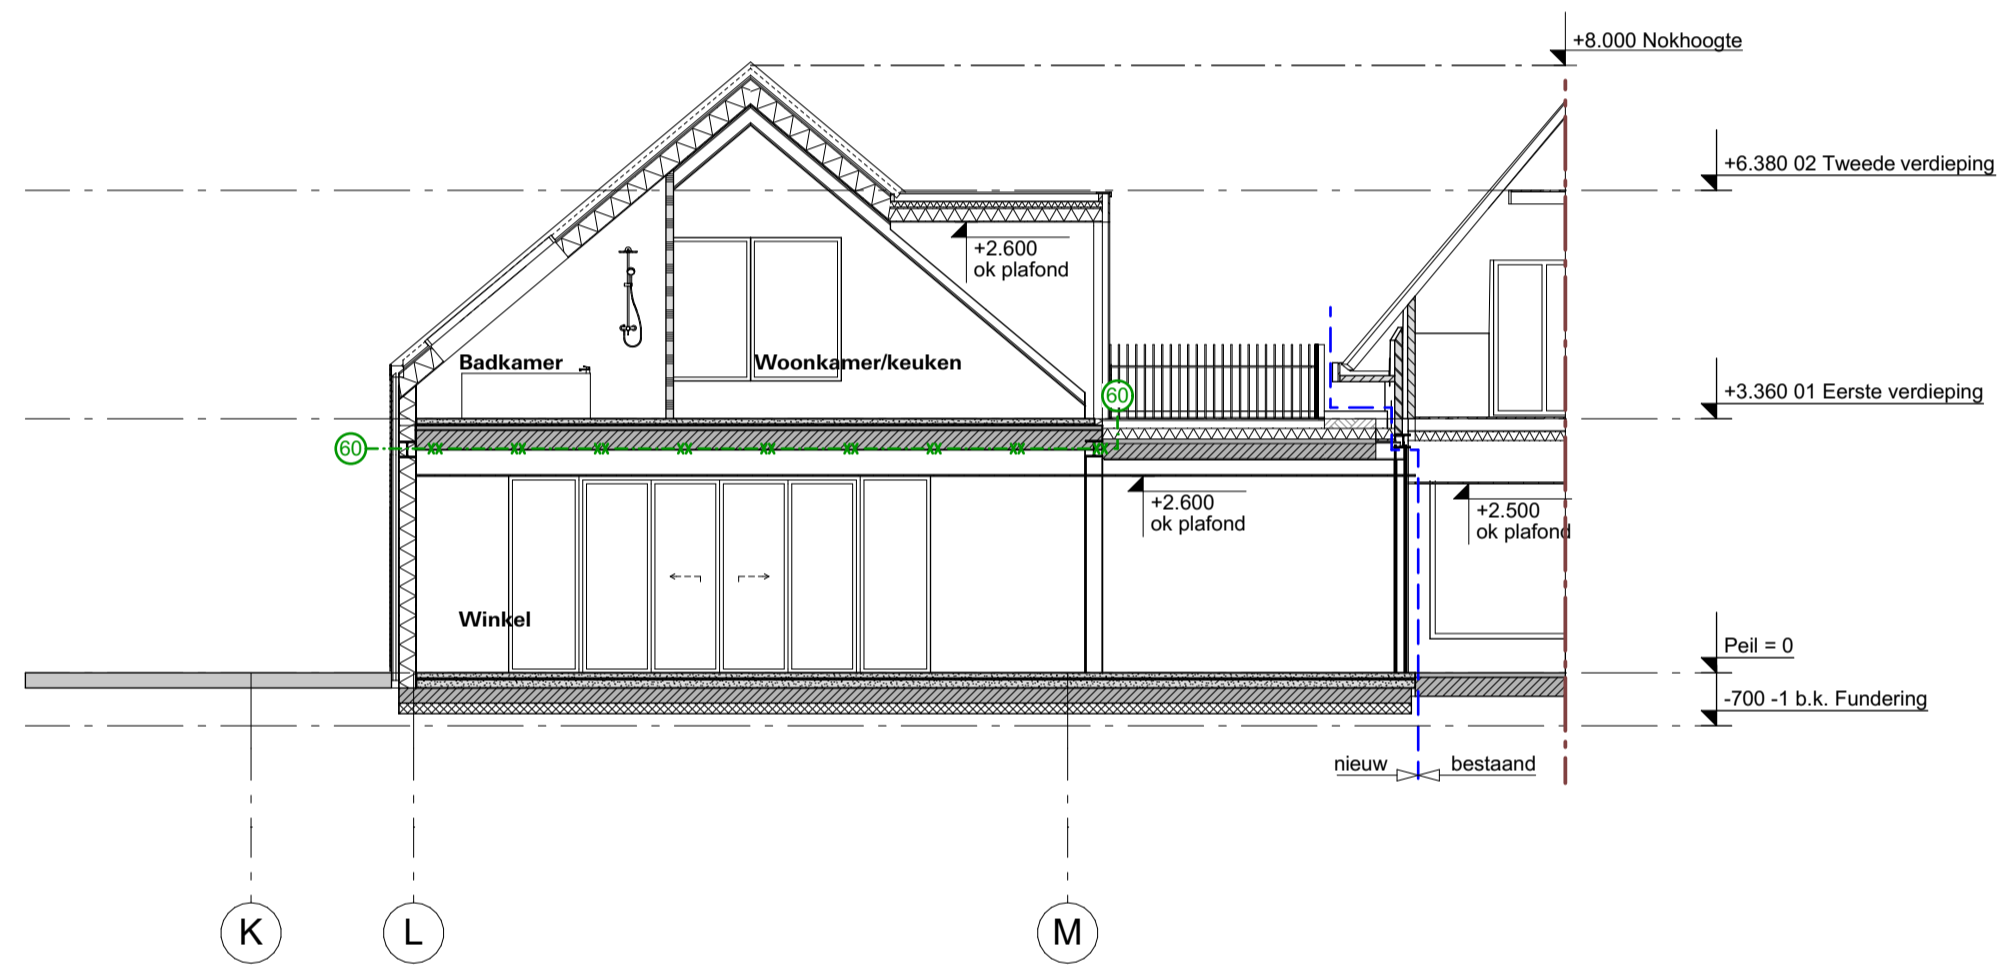 +8.000 Nokhoogte
+6.380 02 Tweede verdieping
+2.600
ok plafond
Badkamer
Woonkamer/keuken
60
+3.360 01 Eerste verdieping
60
+2.600
ok plafond
+2.500
ok plafond
Winkel
Peil = 0
-700 -1 b.k. Fundering
nieuw
bestaand
K
L
M